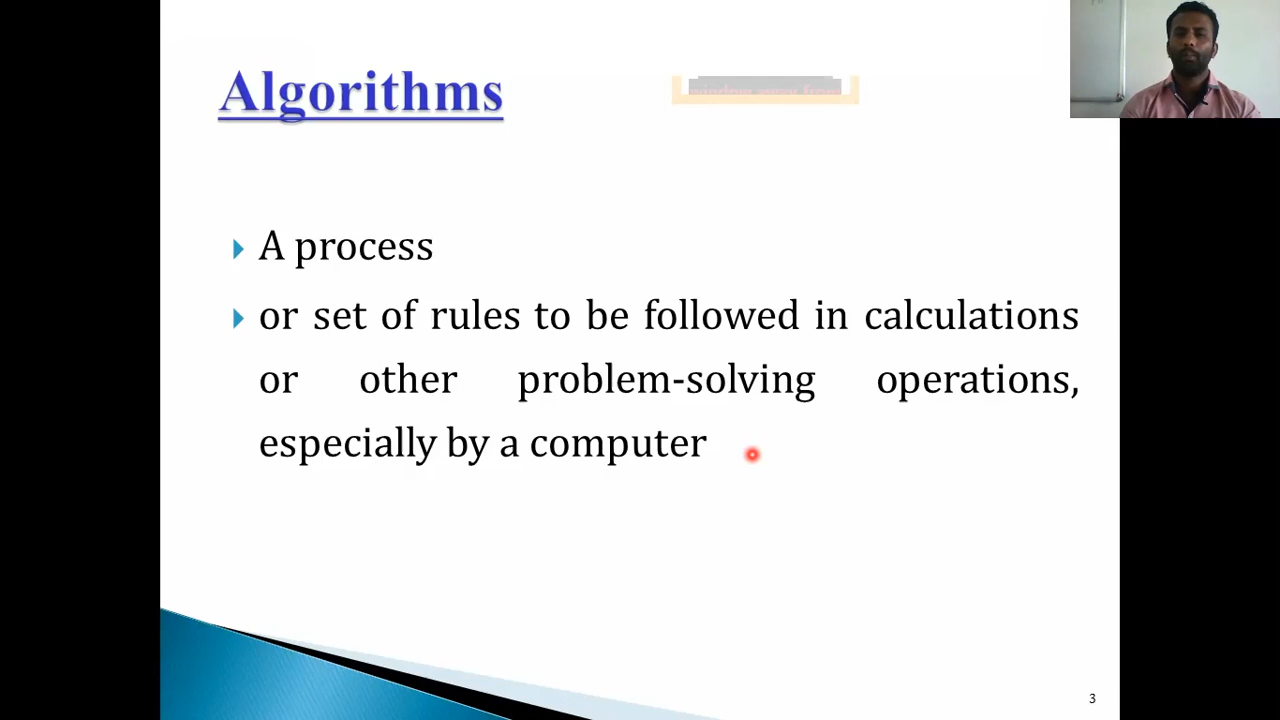 Algorithms
A process
or set of rules to be followed in calculations
or other problem-solving operations,
especially by a computer
3